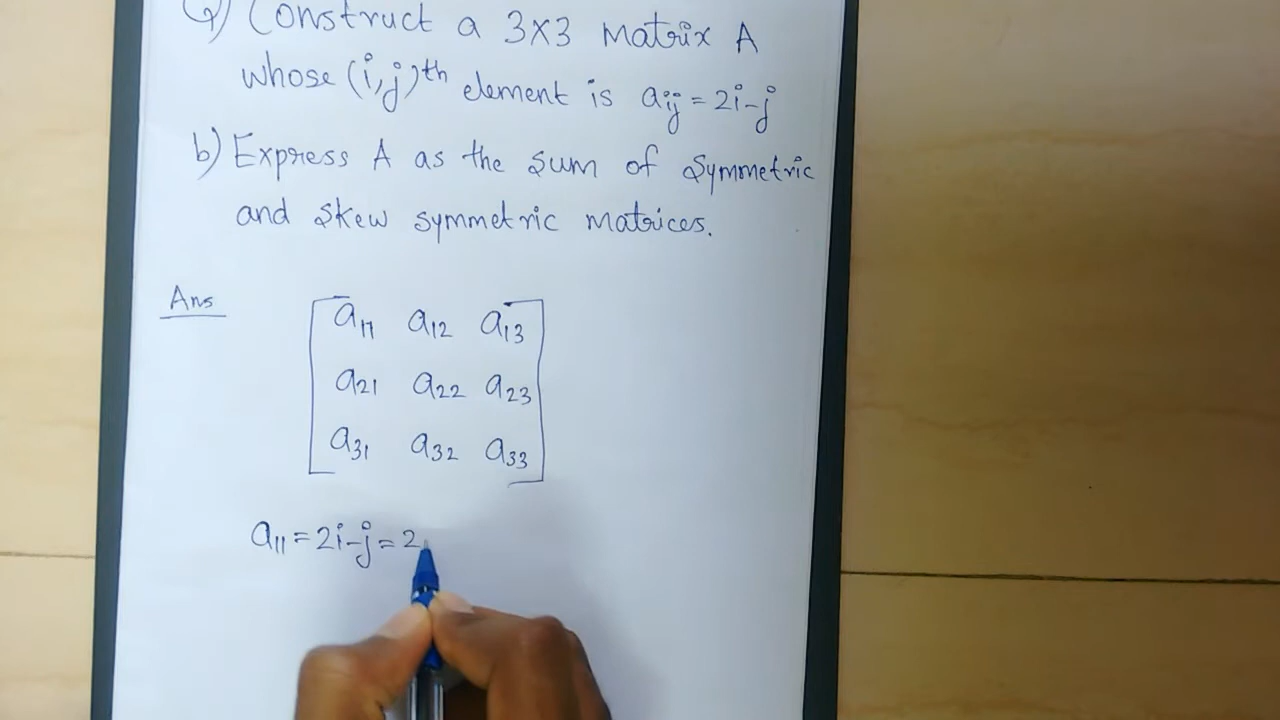 Q) Construct a 3x3 matrix A
whose (i,j)th element is aij = 2i-j
b) Express A as the sum of Symmetric
and skew symmetric matrices.
Ans
a11 a12 a13
a21 a22 a23
a31 a32 a33
a11 = 2i-j = 2